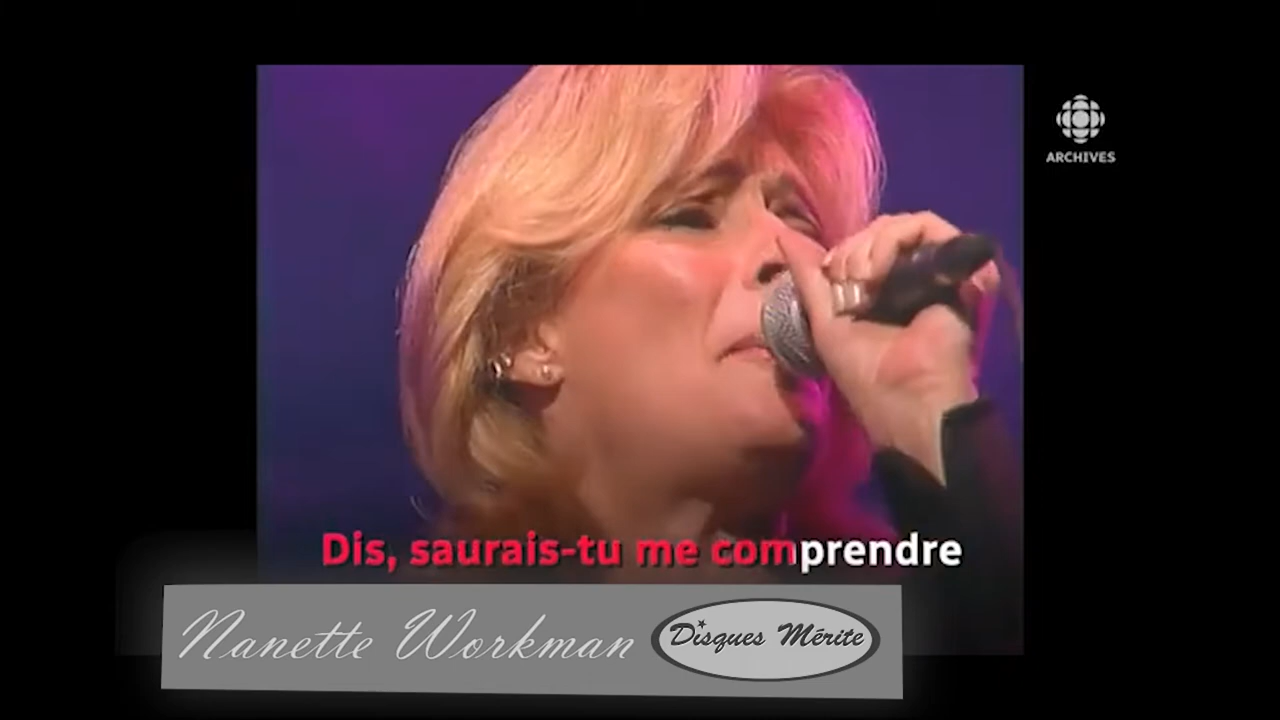 ARCHIVES
Dis, saurais-tu me comprendre
Nanette Workman
Disques Mérite